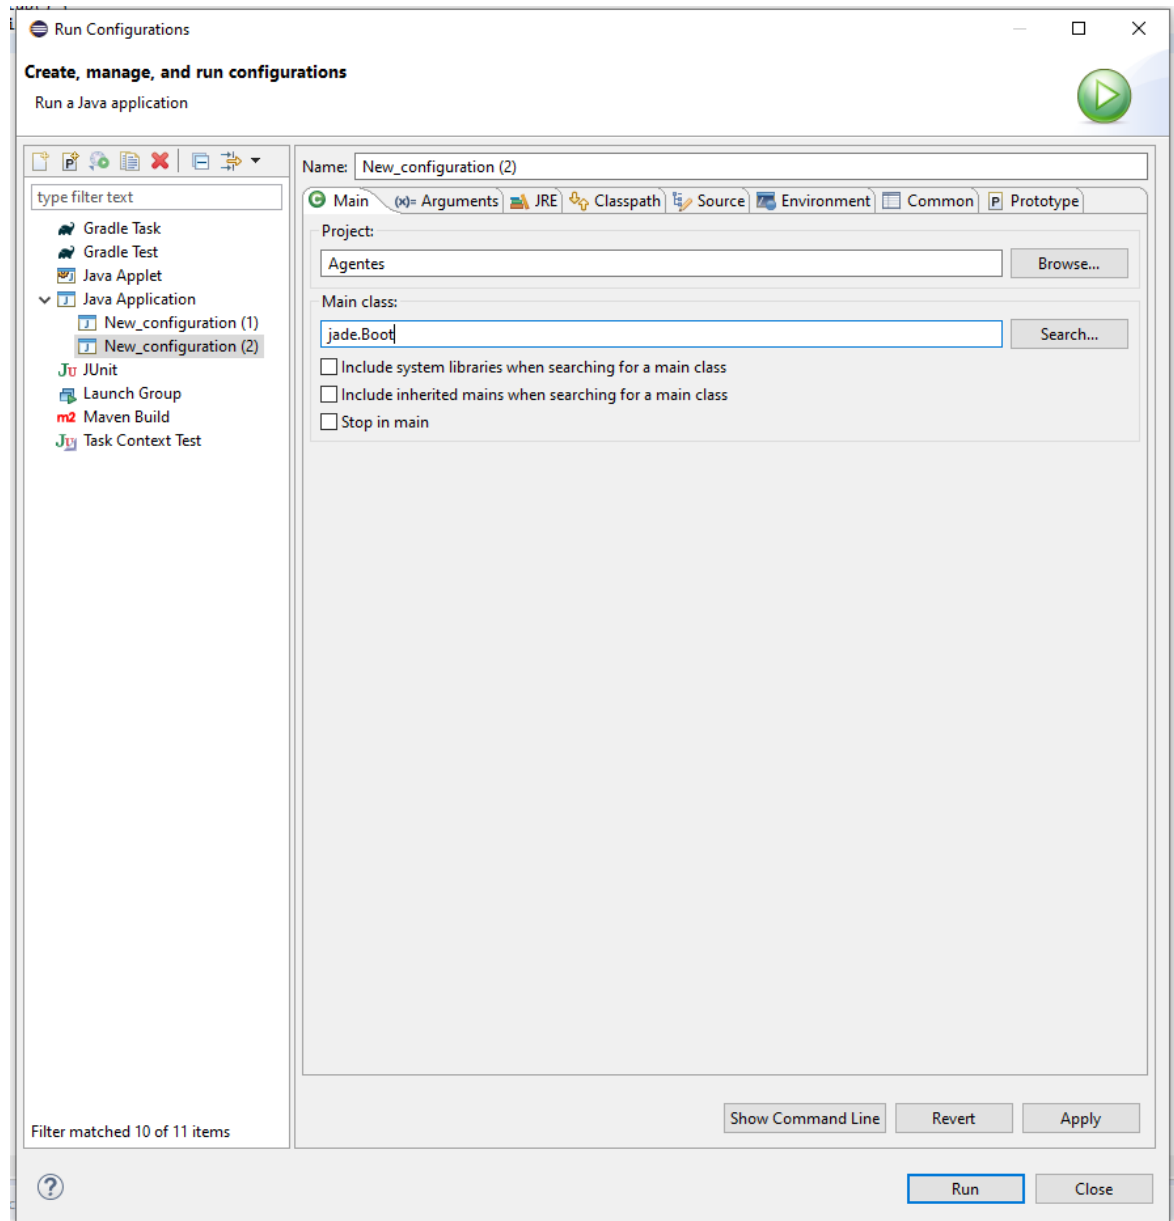 Run Configurations
Create, manage, and run configurations
Run a Java application
type filter text
Gradle Task
Gradle Test
Java Applet
Java Application
New_configuration (1)
New_configuration (2)
JUnit
Launch Group
m2 Maven Build
Task Context Test
Filter matched 10 of 11 items
Name: New_configuration (2)
Main (x)= Arguments JRE Classpath Source Environment Common Prototype
Project:
Agentes Browse...
Main class:
jade.Boot Search...
Include system libraries when searching for a main class
Include inherited mains when searching for a main class
Stop in main
Show Command Line Revert Apply
Run Close